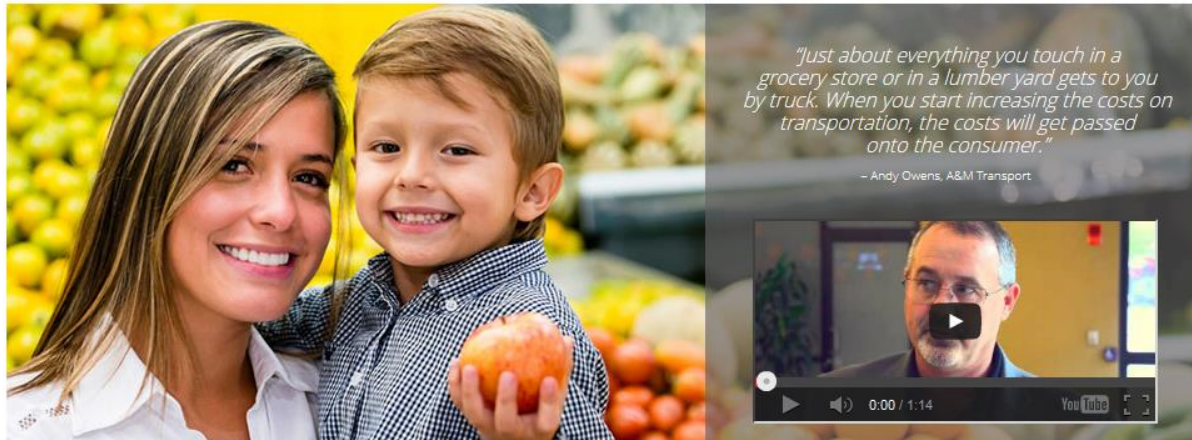 “Just about everything you touch in a
grocery store or in a lumber yard gets to you
by truck. When you start increasing the costs on
transportation, the costs will get passed
onto the consumer.”
– Andy Owens, A&M Transport
0:00 / 1:14
YouTube